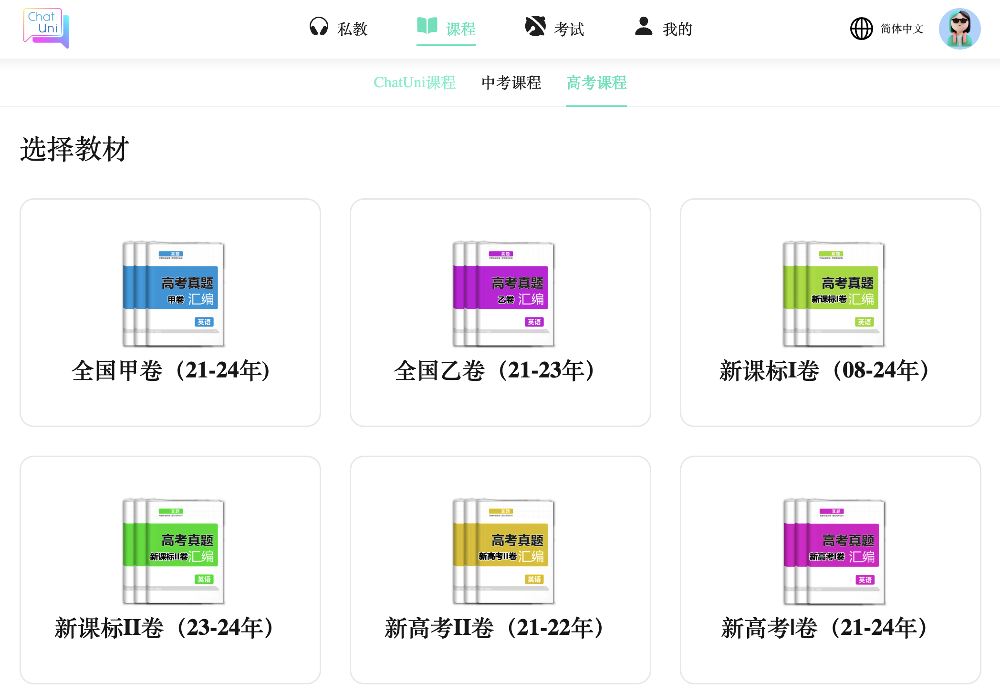 Chat
Uni
私教
课程
考试
我的
简体中文
ChatUni课程
中考课程
高考课程
选择教材
真题
高考真题
甲卷 汇编
英语
全国甲卷（21-24年)
真题
高考真题
乙卷 汇编
英语
全国乙卷（21-23年）
真题
高考真题
新课标I卷 汇编
英语
新课标I卷（08-24年）
真题
高考真题
新课标II卷 汇编
英语
新课标II卷（23-24年）
真题
高考真题
新高考II卷 汇编
英语
新高考II卷（21-22年）
真题
高考真题
新高考I卷 汇编
英语
新高考I卷（21-24年）